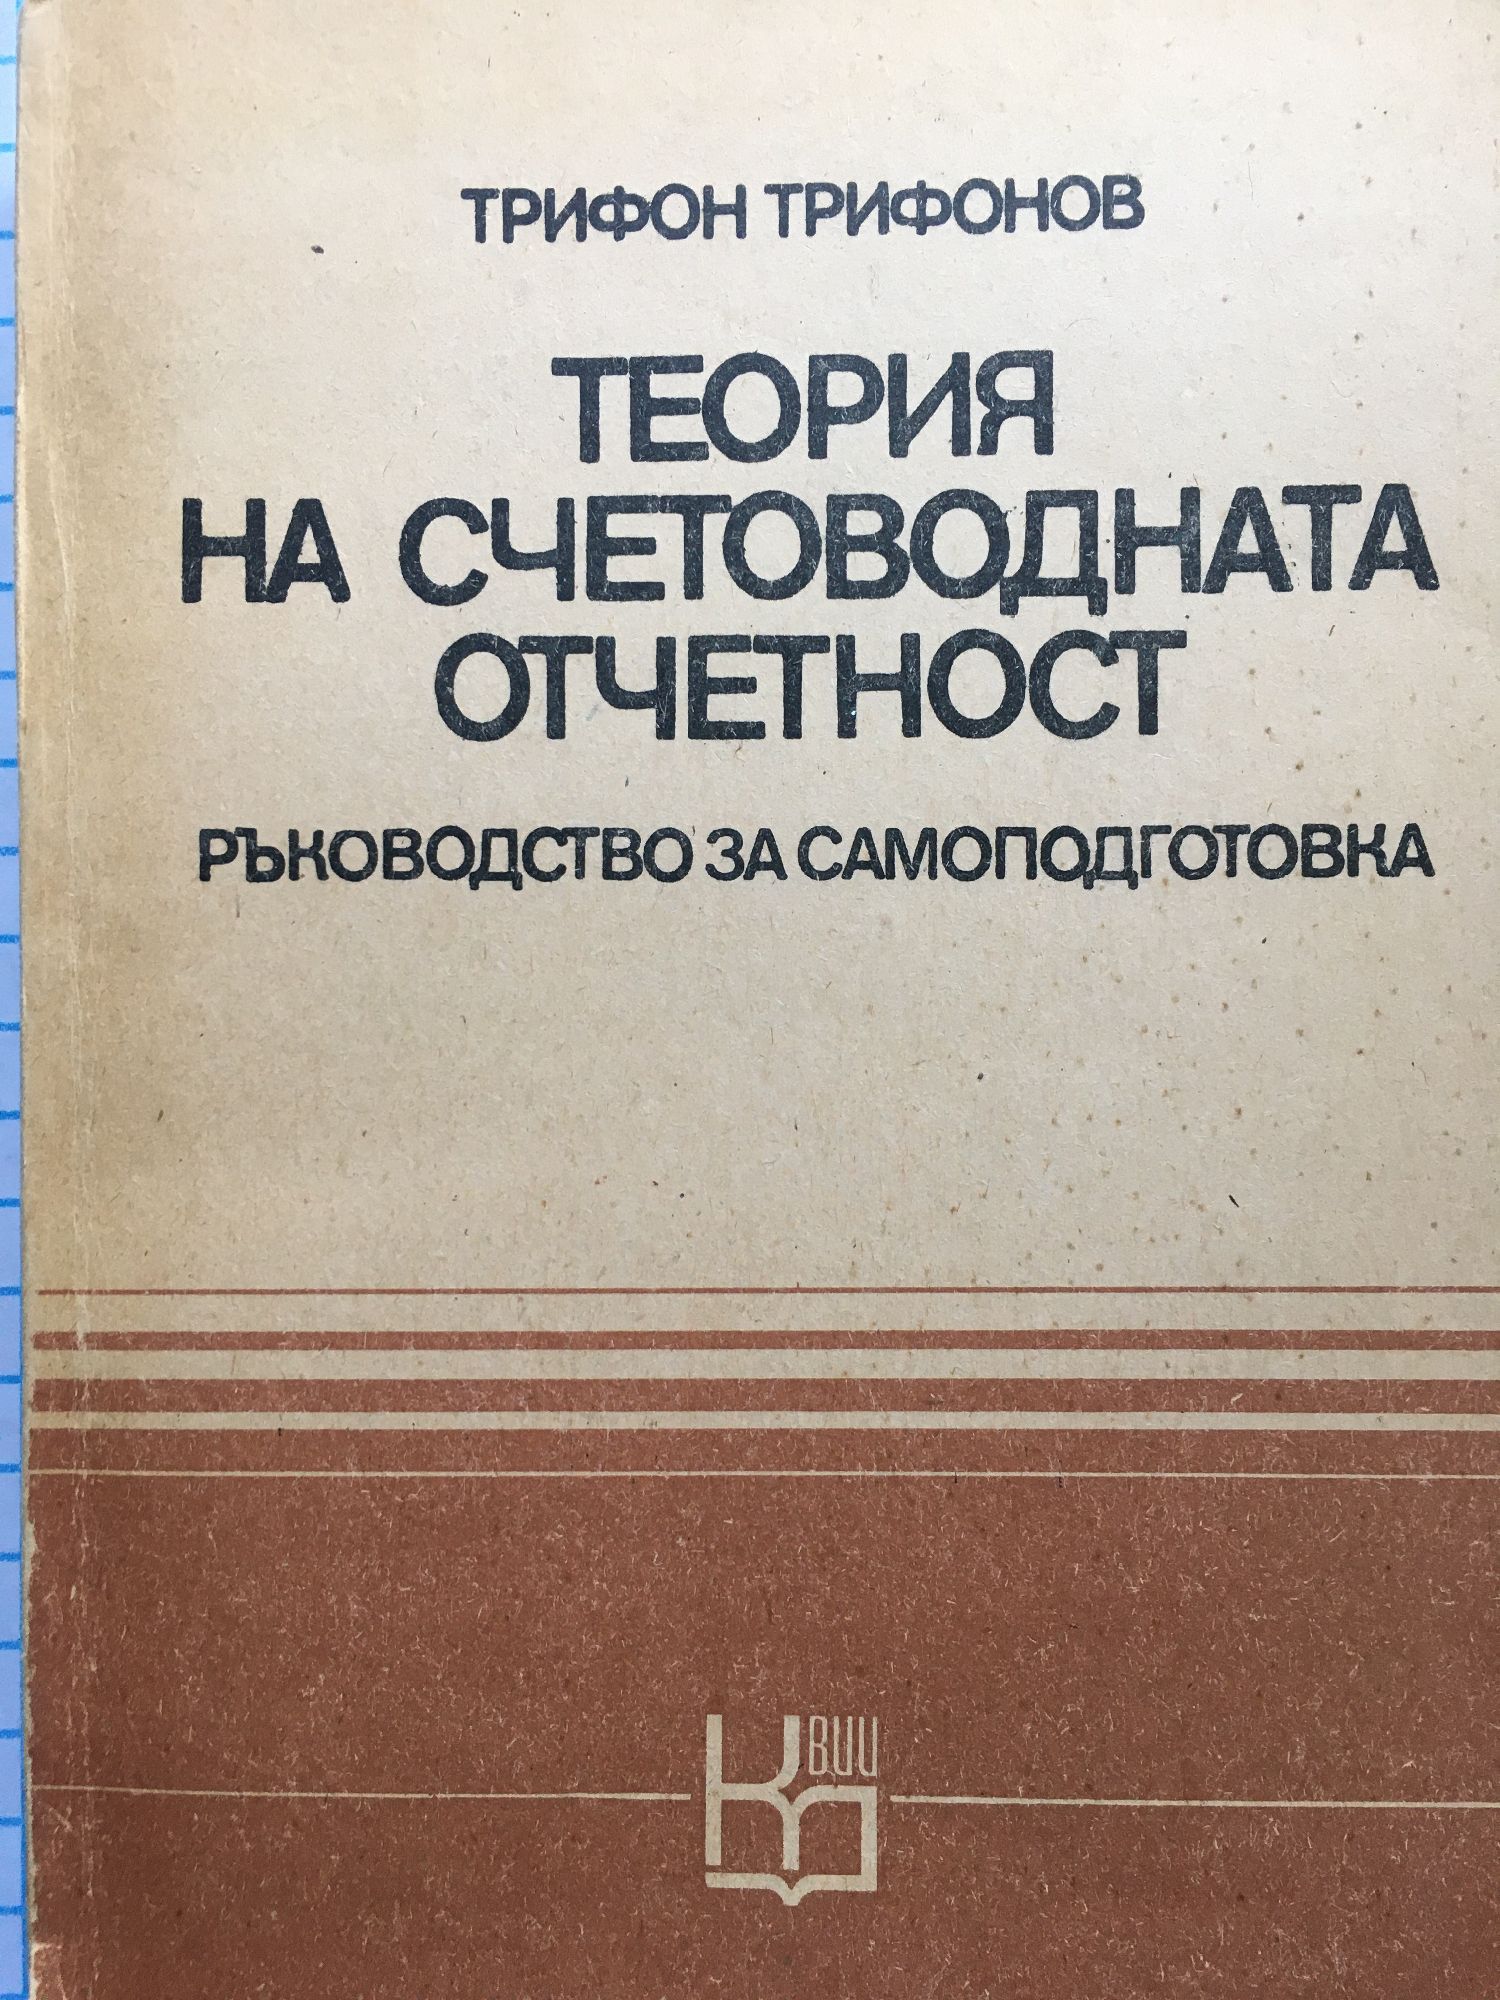 ТРИФОН ТРИФОНОВ
ТЕОРИЯ
НА СЧЕТОВОДНАТА
ОТЧЕТНОСТ
РЪКОВОДСТВО ЗА САМОПОДГОТОВКА
ВИИ